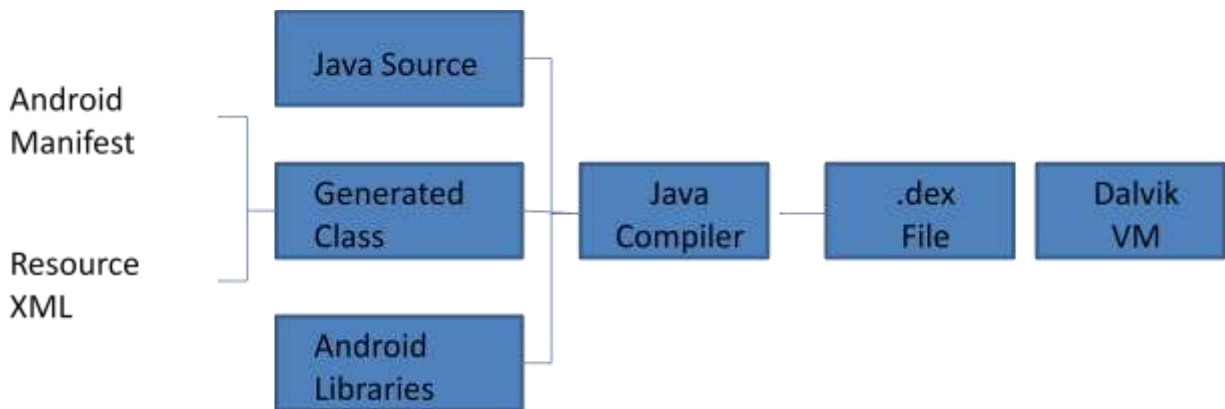 Android
Manifest
Resource
XML
Java Source
Generated
Class
Android
Libraries
Java
Compiler
.dex
File
Dalvik
VM